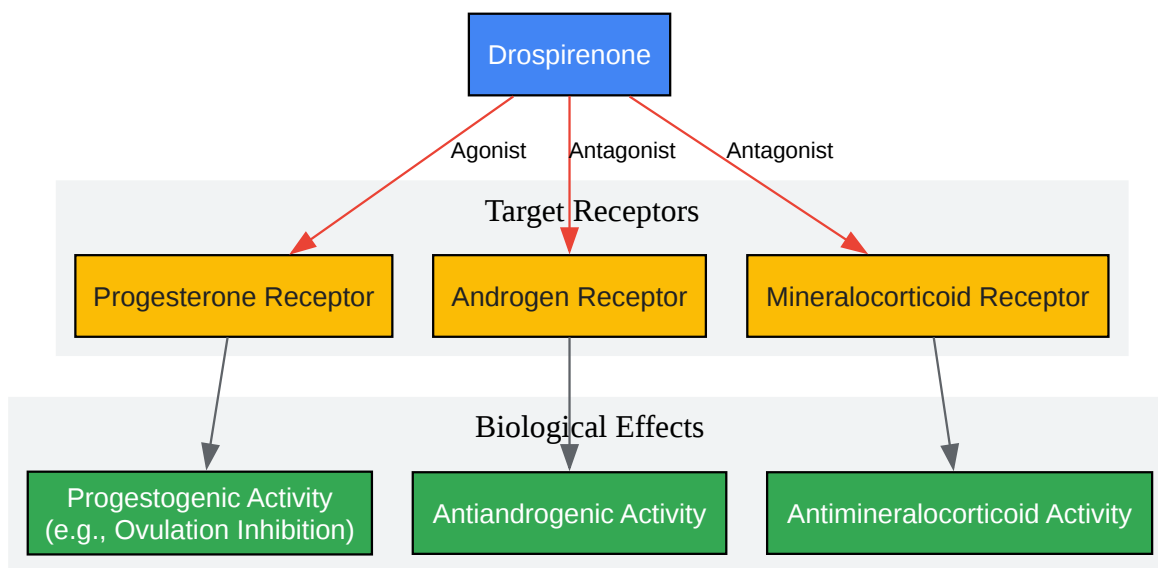 Drospirenone
Agonist
Antagonist
Antagonist
Target Receptors
Progesterone Receptor
Androgen Receptor
Mineralocorticoid Receptor
Biological Effects
Progestogenic Activity
(e.g., Ovulation Inhibition)
Antiandrogenic Activity
Antimineralocorticoid Activity